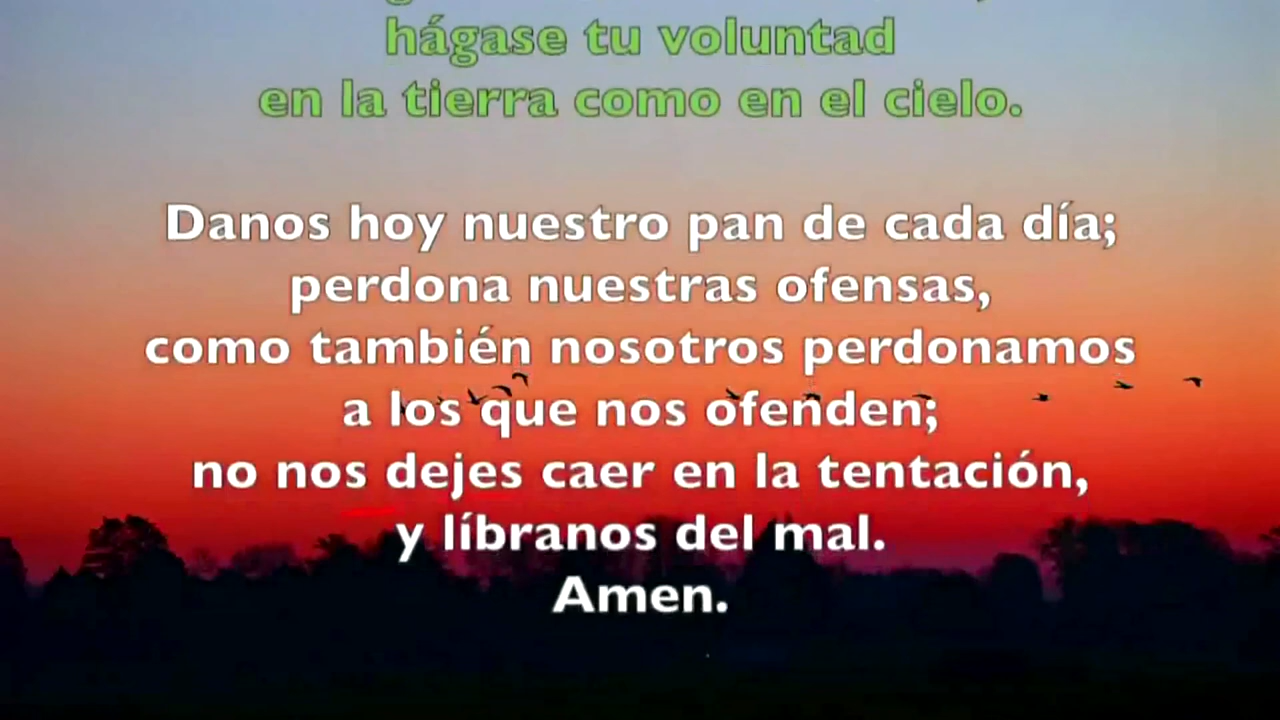 hágase tu voluntad
en la tierra como en el cielo.
Danos hoy nuestro pan de cada día;
perdona nuestras ofensas,
como también nosotros perdonamos
a los que nos ofenden;
no nos dejes caer en la tentación,
y líbranos del mal.
Amen.